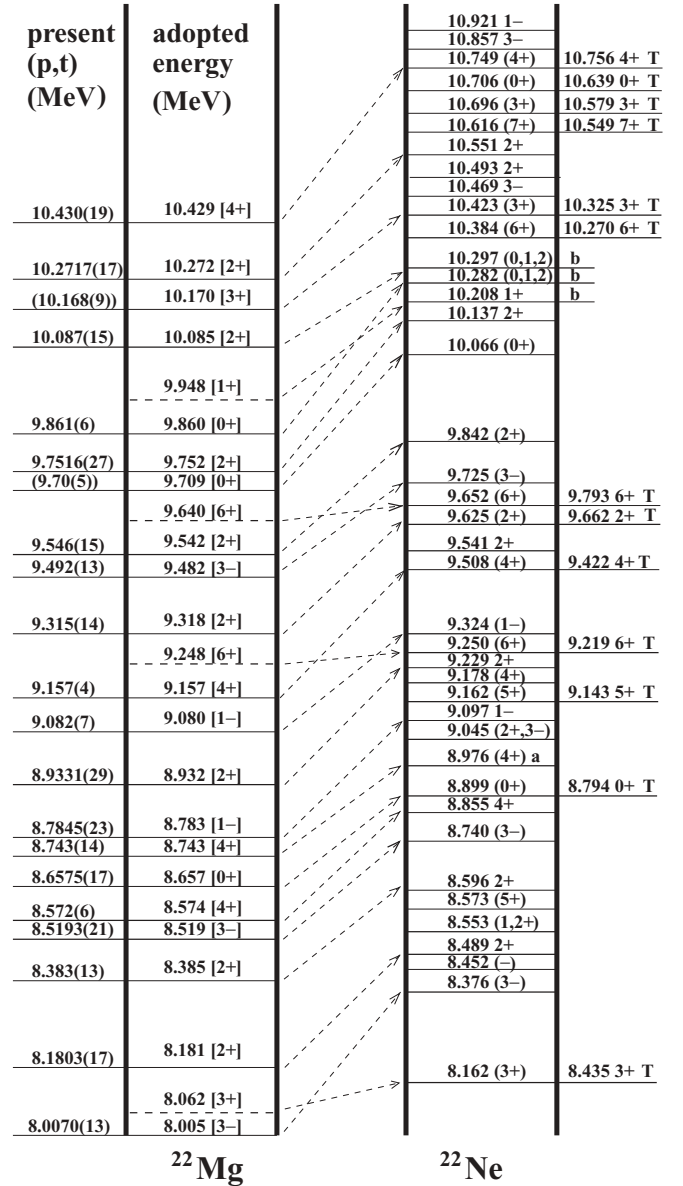 present adopted
(p,t) energy
(MeV) (MeV)
10.921 1−
10.857 3−
10.749 (4+) 10.756 4+ T
10.706 (0+) 10.639 0+ T
10.696 (3+) 10.579 3+ T
10.616 (7+) 10.549 7+ T
10.551 2+
10.493 2+
10.469 3−
10.430(19) 10.429 [4+] 10.423 (3+) 10.325 3+ T
10.384 (6+) 10.270 6+ T
10.2717(17) 10.272 [2+] 10.297 (0,1,2) b
10.282 (0,1,2) b
(10.168(9)) 10.170 [3+] 10.208 1+ b
10.137 2+
10.087(15) 10.085 [2+] 10.066 (0+)
9.948 [1+]
9.861(6) 9.860 [0+] 9.842 (2+)
9.7516(27) 9.752 [2+] 9.725 (3−)
(9.70(5)) 9.709 [0+] 9.652 (6+) 9.793 6+ T
9.640 [6+] 9.625 (2+) 9.662 2+ T
9.546(15) 9.542 [2+] 9.541 2+
9.492(13) 9.482 [3−] 9.508 (4+) 9.422 4+ T
9.315(14) 9.318 [2+] 9.324 (1−)
9.248 [6+] 9.250 (6+) 9.219 6+ T
9.229 2+
9.178 (4+)
9.157(4) 9.157 [4+] 9.162 (5+) 9.143 5+ T
9.082(7) 9.080 [1−] 9.097 1−
9.045 (2+,3−)
8.976 (4+) a
8.9331(29) 8.932 [2+] 8.899 (0+) 8.794 0+ T
8.855 4+
8.7845(23) 8.783 [1−] 8.740 (3−)
8.743(14) 8.743 [4+]
8.6575(17) 8.657 [0+] 8.596 2+
8.572(6) 8.574 [4+] 8.573 (5+)
8.5193(21) 8.519 [3−] 8.553 (1,2+)
8.489 2+
8.383(13) 8.385 [2+] 8.452 (−)
8.376 (3−)
8.1803(17) 8.181 [2+]
8.162 (3+) 8.435 3+ T
8.062 [3+]
8.0070(13) 8.005 [3−]
22Mg 22Ne